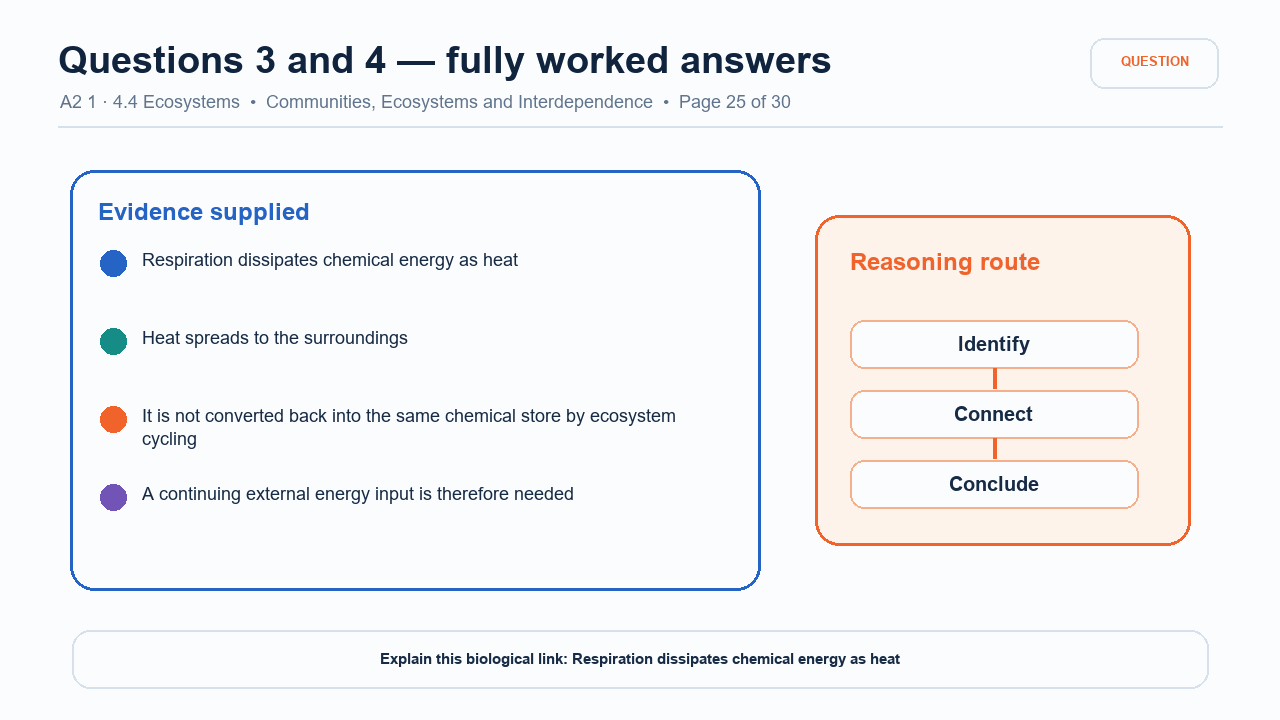 Questions 3 and 4 — fully worked answers
QUESTION
A2 1 · 4.4 Ecosystems • Communities, Ecosystems and Interdependence • Page 25 of 30
Evidence supplied
Respiration dissipates chemical energy as heat
Heat spreads to the surroundings
It is not converted back into the same chemical store by ecosystem
cycling
A continuing external energy input is therefore needed
Reasoning route
Identify
Connect
Conclude
Explain this biological link: Respiration dissipates chemical energy as heat